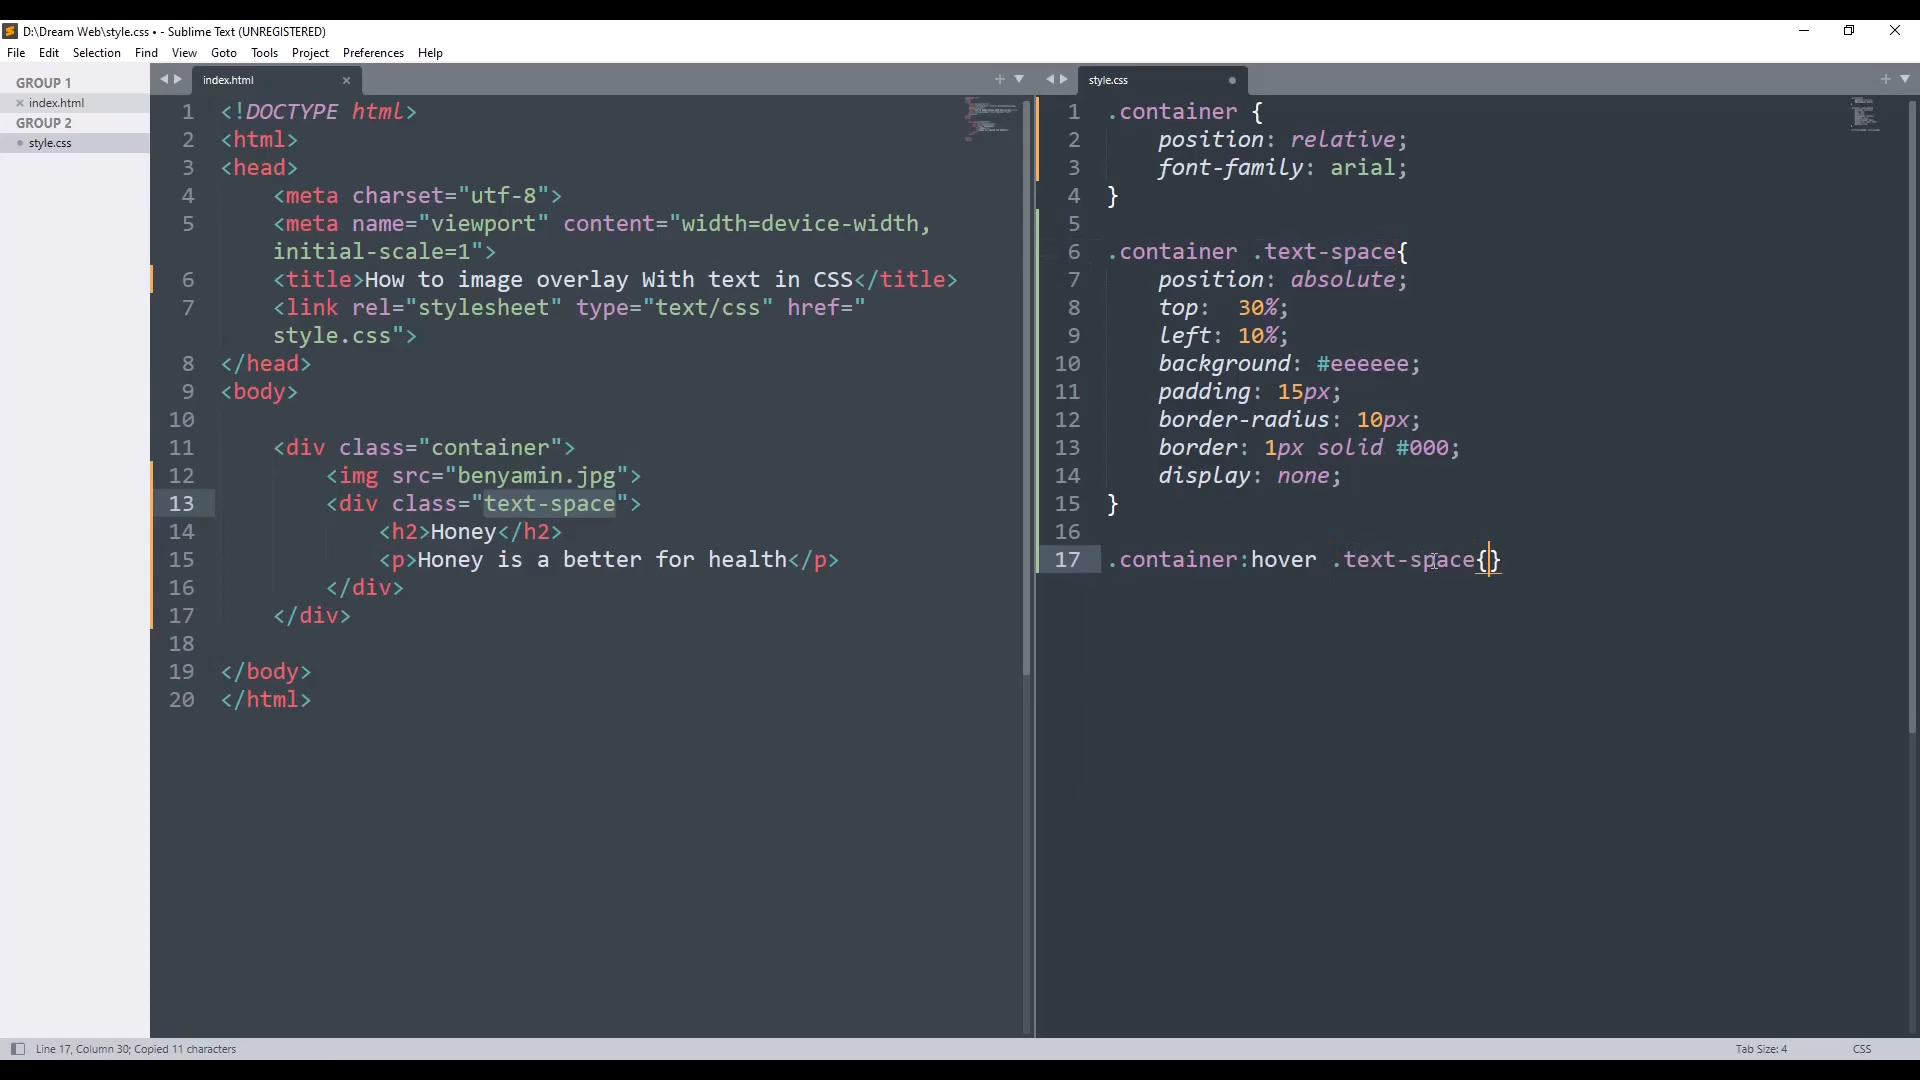 D:\Dream Web\style.css • - Sublime Text (UNREGISTERED)
File Edit Selection Find View Goto Tools Project Preferences Help
GROUP 1
index.html
GROUP 2
style.css
index.html
1 <!DOCTYPE html>
2 <html>
3 <head>
4 <meta charset="utf-8">
5 <meta name="viewport" content="width=device-width,
initial-scale=1">
6 <title>How to image overlay With text in CSS</title>
7 <link rel="stylesheet" type="text/css" href="
style.css">
8 </head>
9 <body>
10
11 <div class="container">
12 <img src="benyamin.jpg">
13 <div class="text-space">
14 <h2>Honey</h2>
15 <p>Honey is a better for health</p>
16 </div>
17 </div>
18
19 </body>
20 </html>
style.css
1 .container {
2 position: relative;
3 font-family: arial;
4 }
5
6 .container .text-space{
7 position: absolute;
8 top: 30%;
9 left: 10%;
10 background: #eeeeee;
11 padding: 15px;
12 border-radius: 10px;
13 border: 1px solid #000;
14 display: none;
15 }
16
17 .container:hover .text-space{}
Line 17, Column 30; Copied 11 characters
Tab Size: 4
CSS